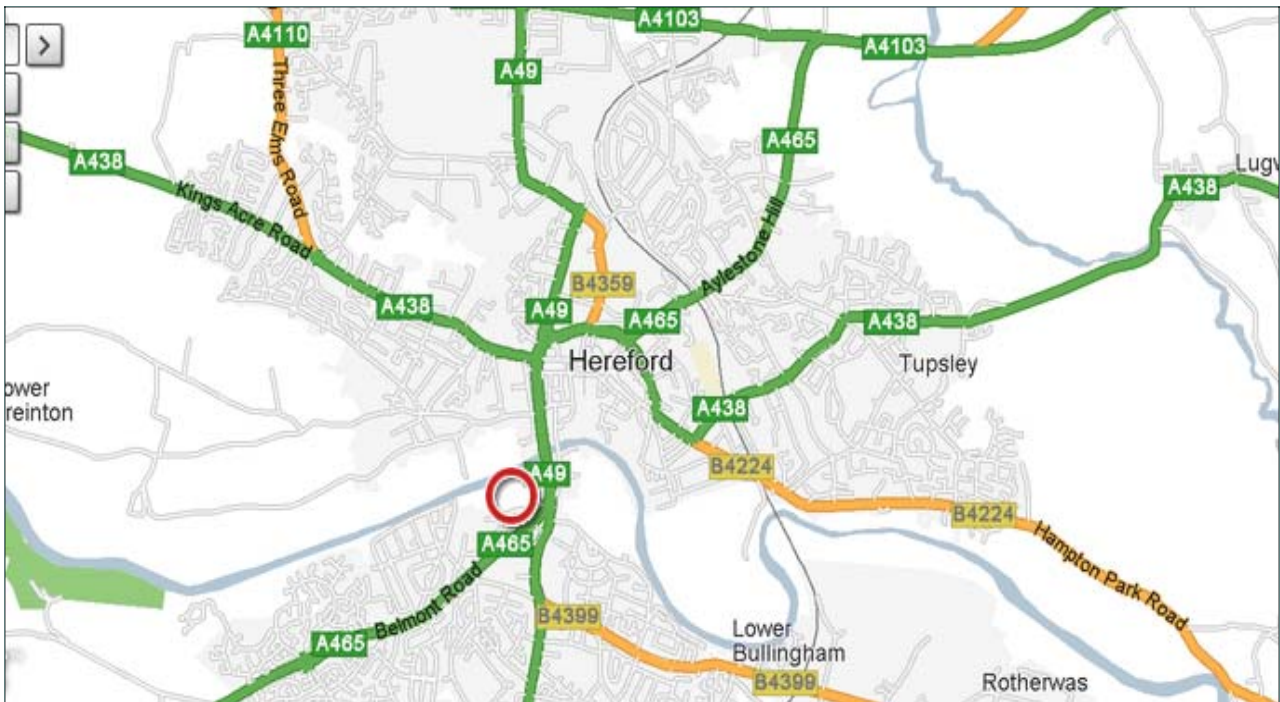 A4110
A49
A4103
A4103
>
Three Elms Road
A465
A438
Lugw
A438
Kings Acre Road
Aylestone Hill
B4359
A438
A49
A465
A438
Hereford
Tupsley
ower
reinton
A438
A49
B4224
B4224
A465
Hampton Park Road
Belmont Road
B4399
A465
Lower
Bullingham
B4399
Rotherwas